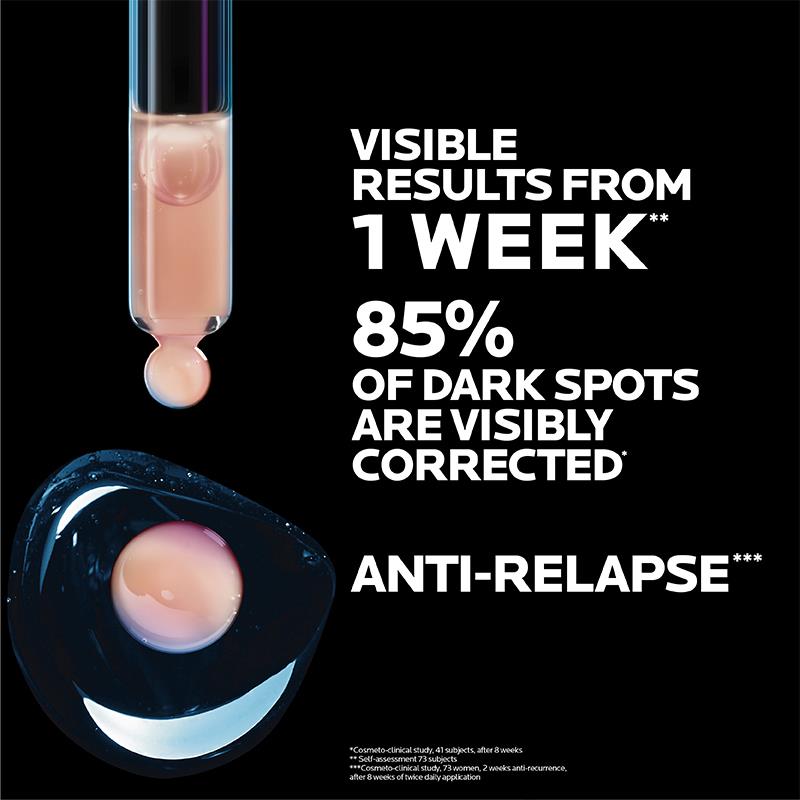 VISIBLE
RESULTS FROM
1 WEEK**
85%
OF DARK SPOTS
ARE VISIBLY
CORRECTED*
ANTI-RELAPSE***
*Cosmeto-clinical study, 41 subjects, after 8 weeks
** Self-assessment 73 subjects
***Cosmeto-clinical study, 73 women, 2 weeks anti-recurrence,
after 8 weeks of twice daily application